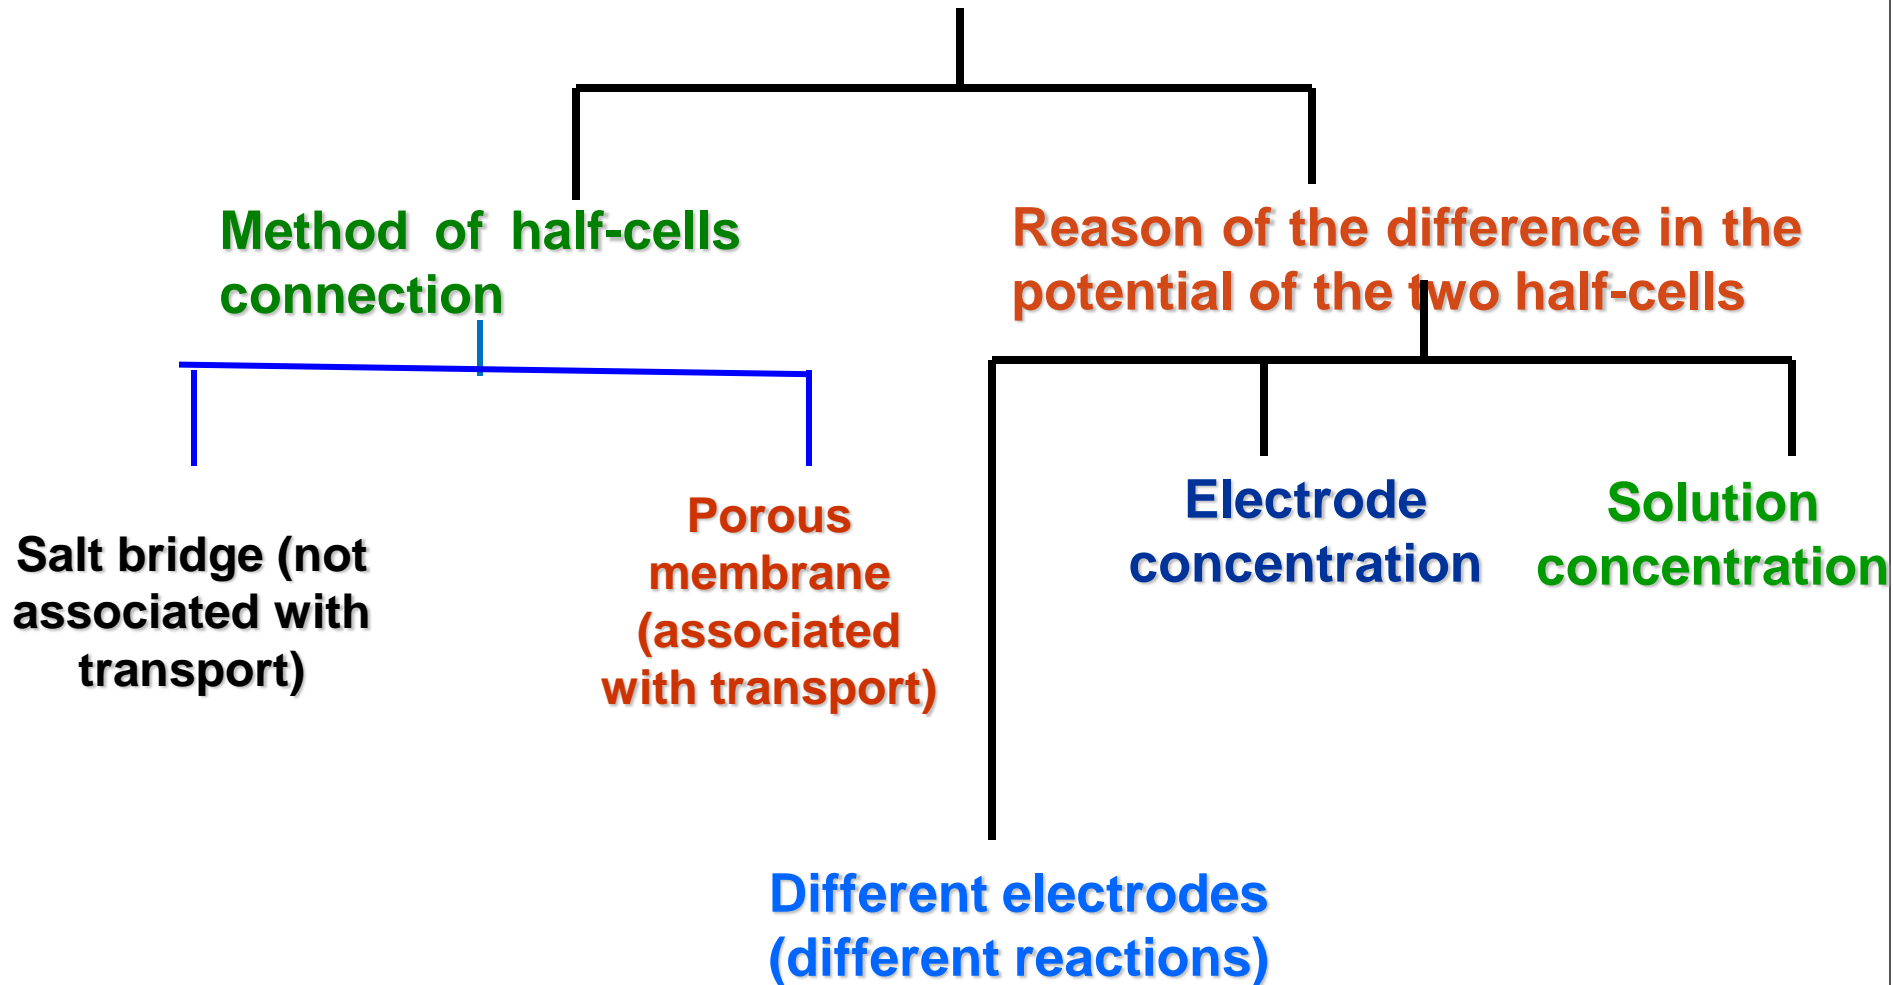 Method of half-cells
connection
Reason of the difference in the
potential of the two half-cells
Salt bridge (not
associated with
transport)
Porous
membrane
(associated
with transport)
Electrode
concentration
Solution
concentration
Different electrodes
(different reactions)